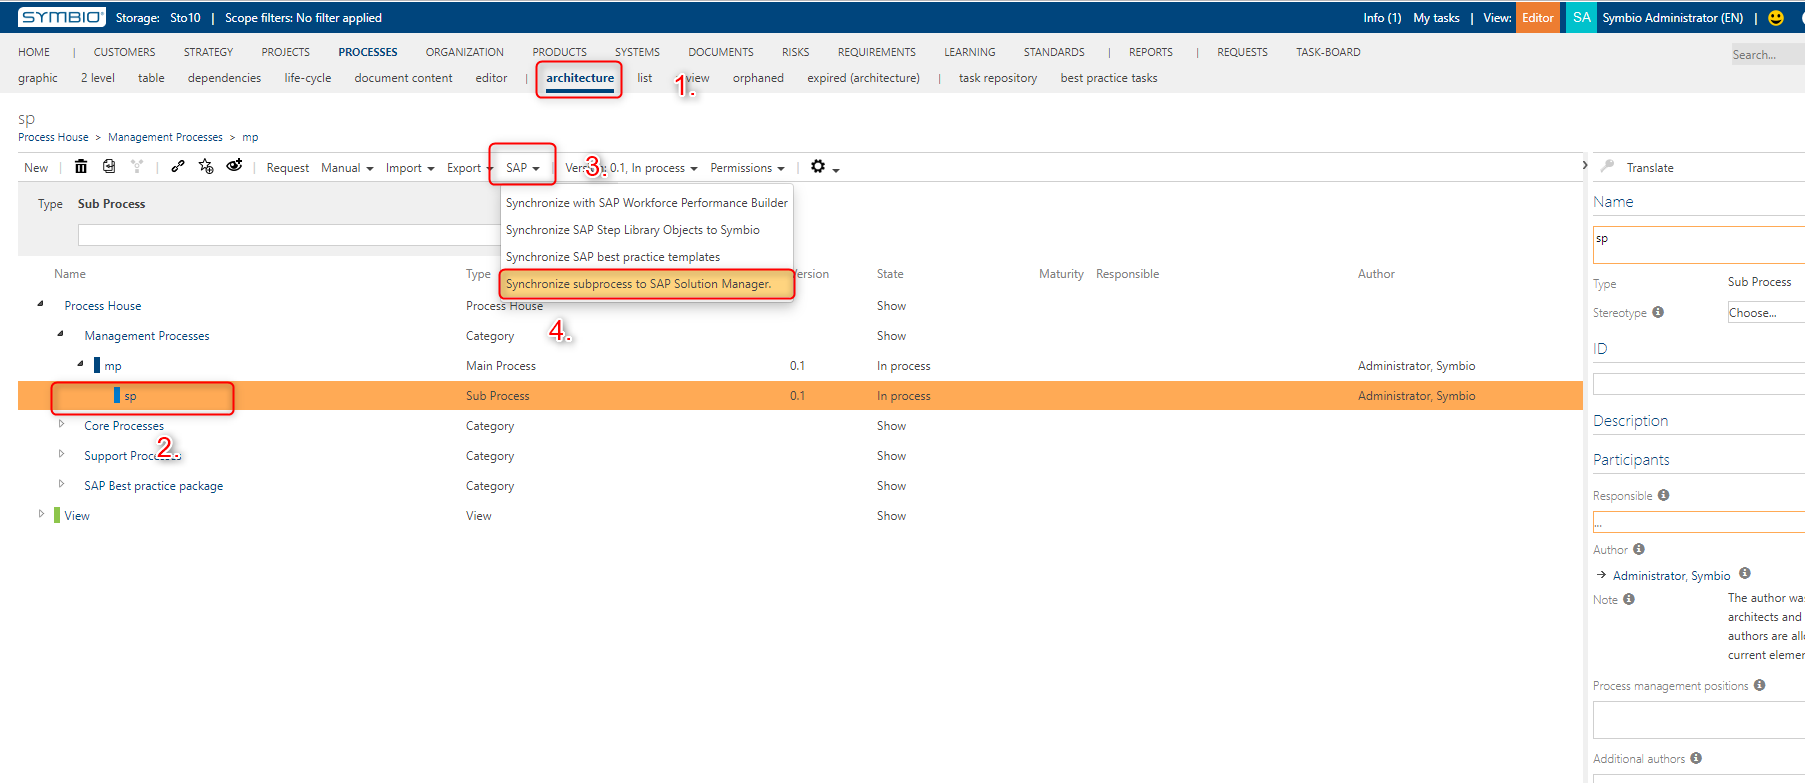 SYMBIO Storage: Sto10 | Scope filters: No filter applied Info (1) My tasks | View: Editor SA Symbio Administrator (EN) |
HOME | CUSTOMERS STRATEGY PROJECTS PROCESSES ORGANIZATION PRODUCTS SYSTEMS DOCUMENTS RISKS REQUIREMENTS LEARNING STANDARDS | REPORTS | REQUESTS TASK-BOARD Search...
graphic 2 level table dependencies life-cycle document content editor | architecture list view orphaned expired (architecture) | task repository best practice tasks
1.
sp
Process House > Management Processes > mp
New Request Manual Import Export SAP 3. 0.1, In process Permissions Translate
Type Sub Process
Synchronize with SAP Workforce Performance Builder
Synchronize SAP Step Library Objects to Symbio
Synchronize SAP best practice templates
Synchronize subprocess to SAP Solution Manager.
4.
Name Type ersion State Maturity Responsible Author
Process House Process House Show
Management Processes Category Show
mp Main Process 0.1 In process Administrator, Symbio
sp Sub Process 0.1 In process Administrator, Symbio
Core Processes Category Show
2.
Support Proces Category Show
SAP Best practice package Category Show
View View Show
Name
sp
Type Sub Process
Stereotype Choose...
ID
Description
Participants
Responsible
...
Author
Administrator, Symbio
Note The author was
architects and
authors are all
current elemen
Process management positions
Additional authors